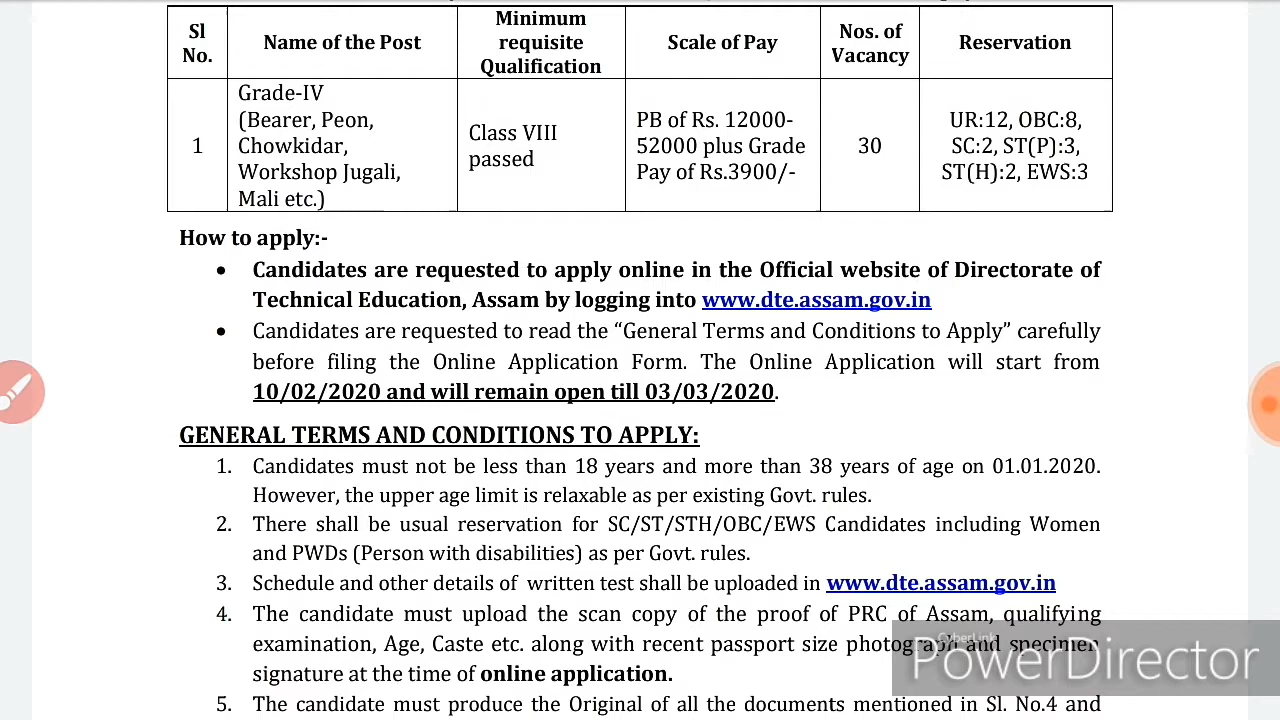 Sl No.
Name of the Post
Minimum requisite Qualification
Scale of Pay
Nos. of Vacancy
Reservation
1
Grade-IV
(Bearer, Peon,
Chowkidar,
Workshop Jugali,
Mali etc.)
Class VIII
passed
PB of Rs. 12000-
52000 plus Grade
Pay of Rs.3900/-
30
UR:12, OBC:8,
SC:2, ST(P):3,
ST(H):2, EWS:3
How to apply:-
• Candidates are requested to apply online in the Official website of Directorate of
Technical Education, Assam by logging into www.dte.assam.gov.in
• Candidates are requested to read the “General Terms and Conditions to Apply” carefully
before filing the Online Application Form. The Online Application will start from
10/02/2020 and will remain open till 03/03/2020.
GENERAL TERMS AND CONDITIONS TO APPLY:
1. Candidates must not be less than 18 years and more than 38 years of age on 01.01.2020.
However, the upper age limit is relaxable as per existing Govt. rules.
2. There shall be usual reservation for SC/ST/STH/OBC/EWS Candidates including Women
and PWDs (Person with disabilities) as per Govt. rules.
3. Schedule and other details of written test shall be uploaded in www.dte.assam.gov.in
4. The candidate must upload the scan copy of the proof of PRC of Assam, qualifying
examination, Age, Caste etc. along with recent passport size photograph and specimen
signature at the time of online application.
5. The candidate must produce the Original of all the documents mentioned in Sl. No.4 and
CyberLink
PowerDirector